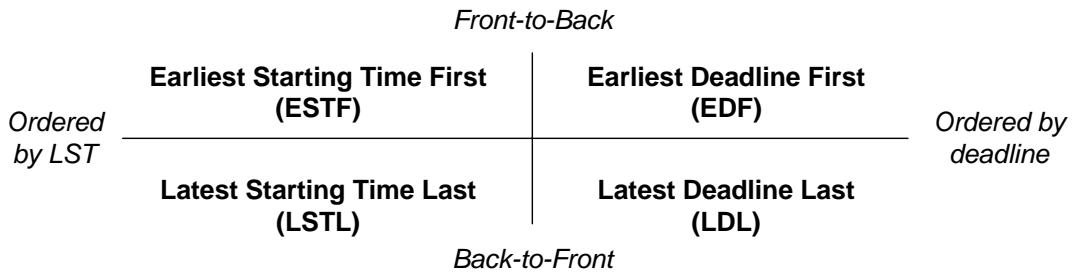 Front-to-Back
Earliest Starting Time First
(ESTF)
Earliest Deadline First
(EDF)
Ordered
by LST
Ordered by
deadline
Latest Starting Time Last
(LSTL)
Latest Deadline Last
(LDL)
Back-to-Front